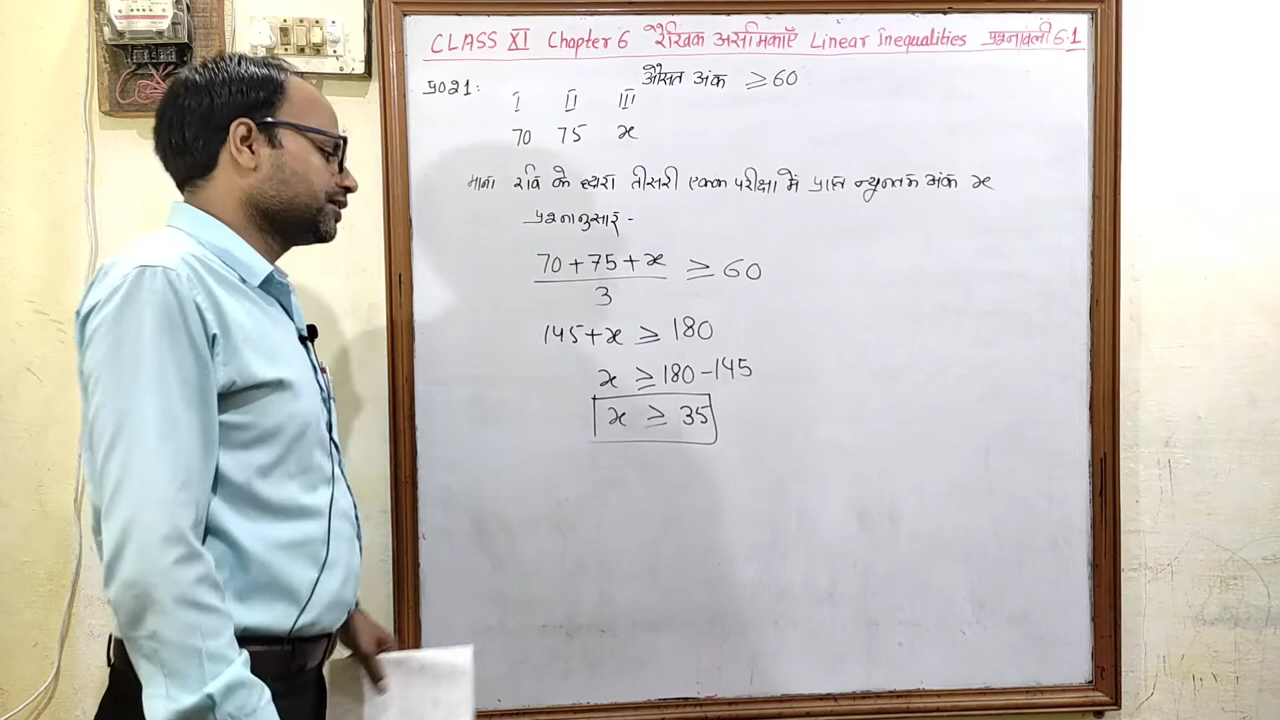 CLASS XI Chapter 6 रैखिक असमिकाएँ Linear Inequalities प्रश्नावली 6.1
प्र021: औसत अंक ≥60
I II III
70 75 x
माना रवि के द्वारा तीसरी एकक परीक्षा में प्राप्त न्यूनतम अंक x
प्रश्नानुसार -
70+75+x / 3 ≥ 60
145+x ≥ 180
x ≥ 180-145
x ≥ 35